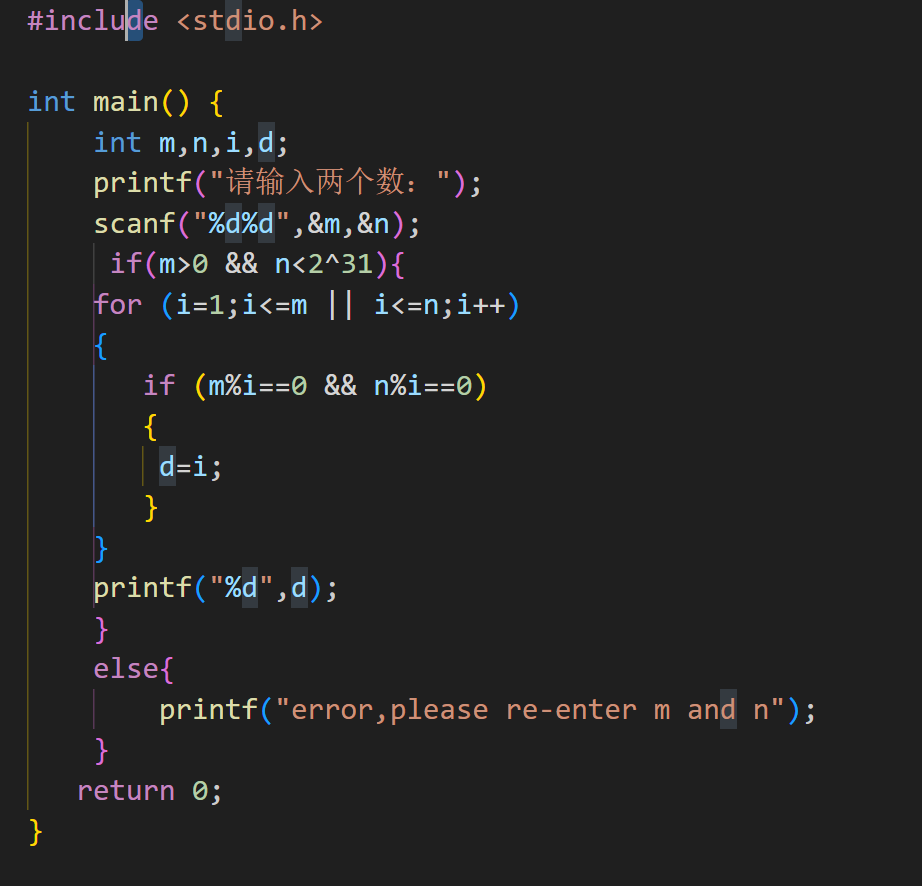 #include <stdio.h>
int main() {
int m,n,i,d;
printf("请输入两个数：");
scanf("%d%d",&m,&n);
if(m>0 && n<2^31){
for (i=1;i<=m || i<=n;i++)
{
if (m%i==0 && n%i==0)
{
d=i;
}
}
printf("%d",d);
}
else{
printf("error,please re-enter m and n");
}
return 0;
}